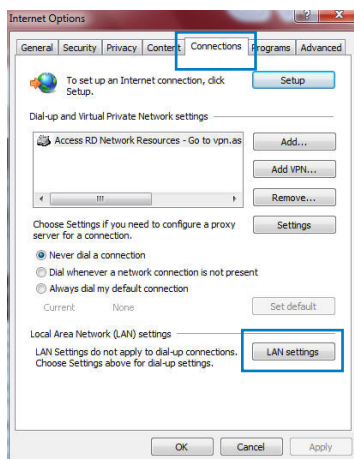 Internet Options
General Security Privacy Content Connections Programs Advanced
To set up an Internet connection, click Setup.
Setup
Dial-up and Virtual Private Network settings
Access RD Network Resources - Go to vpn.as
Add...
Add VPN...
Remove...
Choose Settings if you need to configure a proxy
server for a connection.
Settings
Never dial a connection
Dial whenever a network connection is not present
Always dial my default connection
Current None
Set default
Local Area Network (LAN) settings
LAN Settings do not apply to dial-up connections.
Choose Settings above for dial-up settings.
LAN settings
OK Cancel Apply